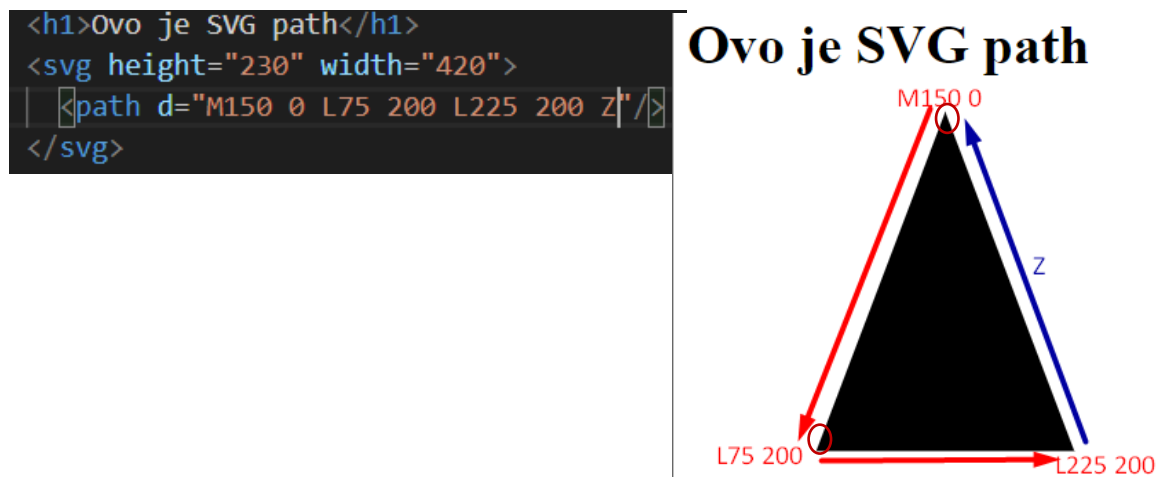 <h1>Ovo je SVG path</h1>
<svg height="230" width="420">
<path d="M150 0 L75 200 L225 200 Z"/>
</svg>
Ovo je SVG path
M150 0
Z
L75 200
L225 200